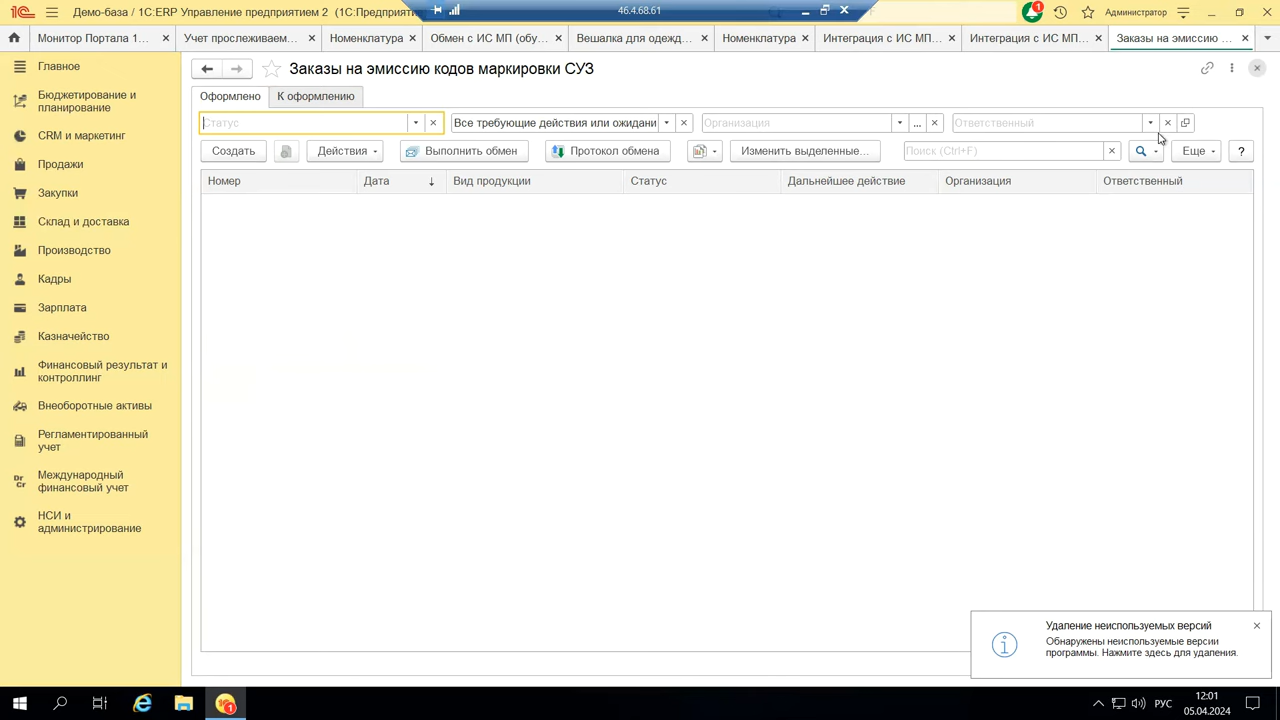 Демо-база / 1С:ERP Управление предприятием 2 (1С:Предприяти
46.4.68.61
Администратор
1
Монитор Портала 1...
Учет прослеживаем...
Номенклатура
Обмен с ИС МП (обу...
Вешалка для одежд...
Номенклатура
Интеграция с ИС МП...
Интеграция с ИС МП...
Заказы на эмиссию ...
Главное
Бюджетирование и
планирование
CRM и маркетинг
Продажи
Закупки
Склад и доставка
Производство
Кадры
Зарплата
Казначейство
Финансовый результат и
контроллинг
Внеоборотные активы
Регламентированный
учет
Международный
финансовый учет
НСИ и
администрирование
Заказы на эмиссию кодов маркировки СУЗ
Оформлено
К оформлению
Статус
Все требующие действия или ожидани
Организация
Ответственный
Создать
Действия
Выполнить обмен
Протокол обмена
Изменить выделенные...
Поиск (Ctrl+F)
Еще
?
Номер
Дата
Вид продукции
Статус
Дальнейшее действие
Организация
Ответственный
Удаление неиспользуемых версий
Обнаружены неиспользуемые версии
программы. Нажмите здесь для удаления.
1
РУС
12:01
05.04.2024